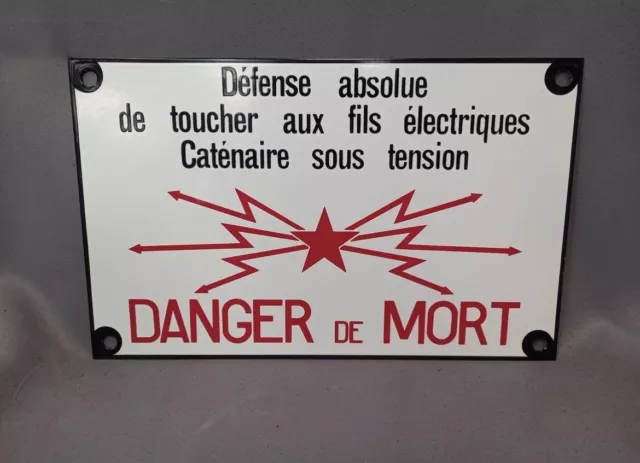 Défense absolue
de toucher aux fils électriques
Caténaire sous tension
DANGER DE MORT